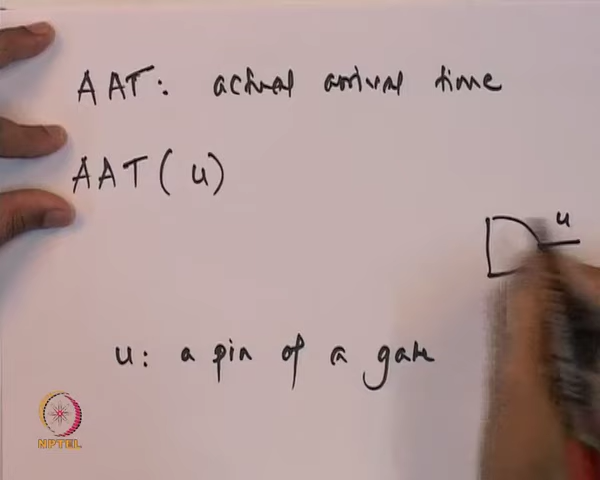 AAT: actual arrival time
AAT(u)
u
u: a pin of a gate
NPTEL